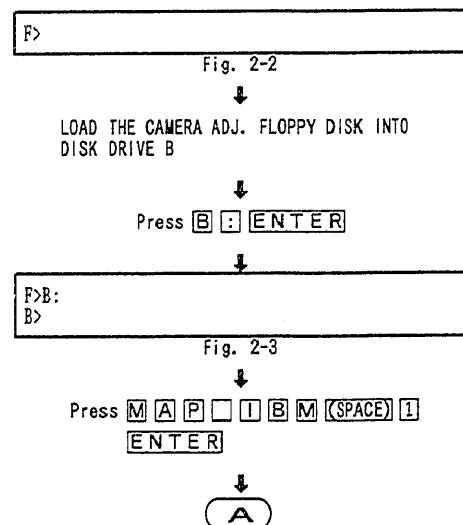 F>
Fig. 2-2
LOAD THE CAMERA ADJ. FLOPPY DISK INTO
DISK DRIVE B
Press B : ENTER
F>B:
B>
Fig. 2-3
Press M A P _ I B M (SPACE) 1
ENTER
A